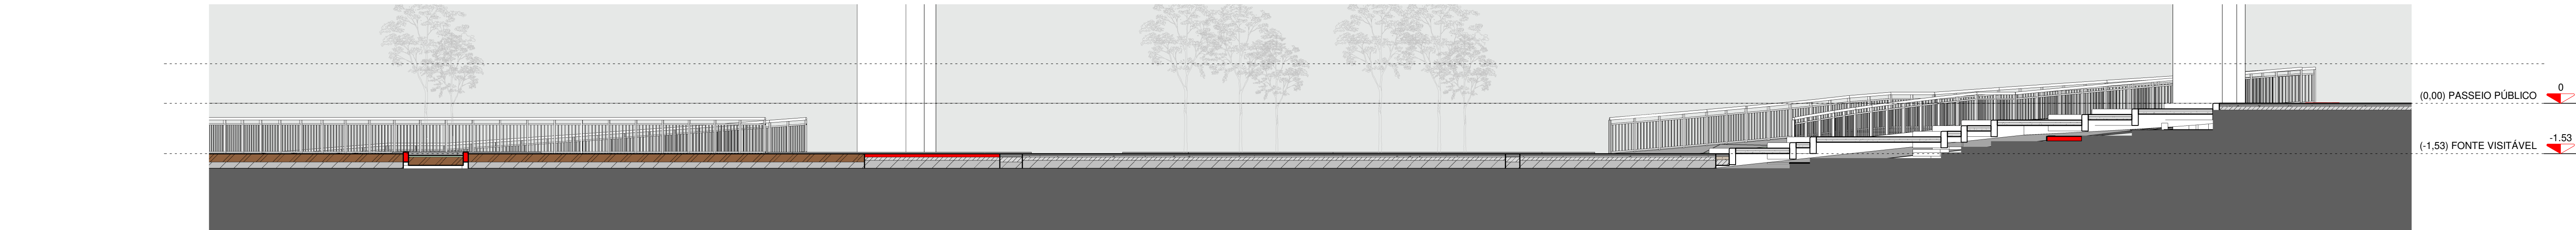 0
(0,00) PASSEIO PÚBLICO
-1.53
(-1,53) FONTE VISITÁVEL